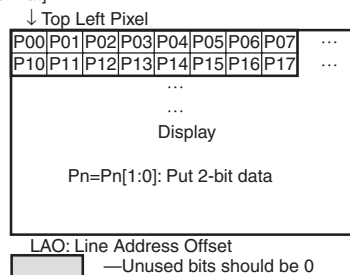 ↓ Top Left Pixel
P00 P01 P02 P03 P04 P05 P06 P07 ...
P10 P11 P12 P13 P14 P15 P16 P17 ...
...
...
Display
Pn=Pn[1:0]: Put 2-bit data
LAO: Line Address Offset
—Unused bits should be 0